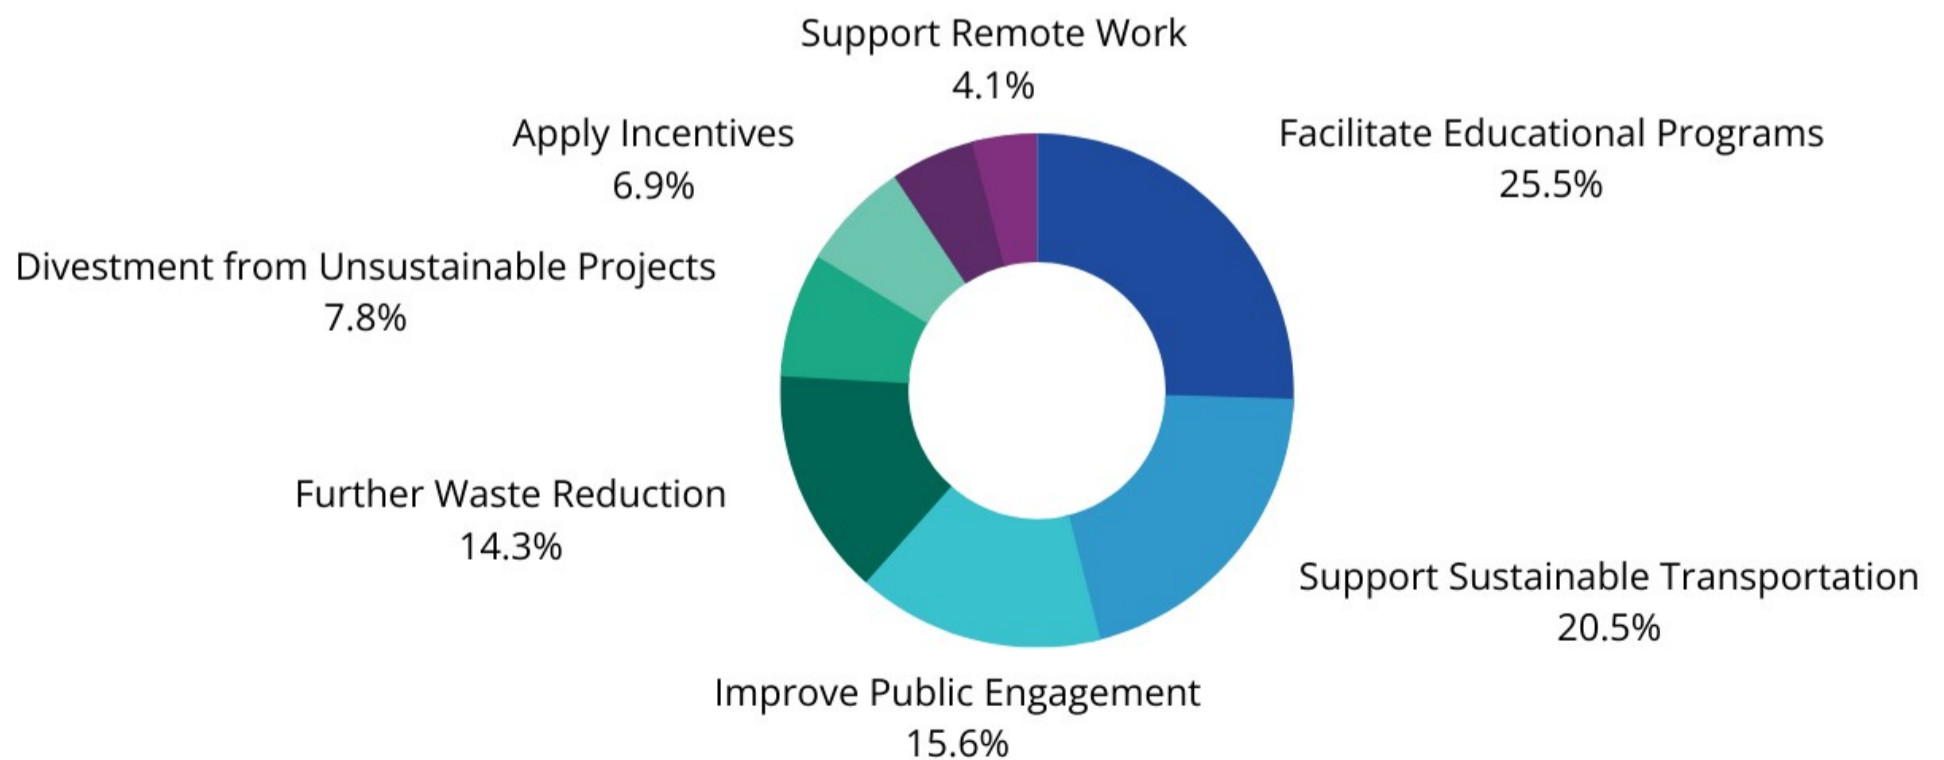 Support Remote Work
4.1%
Facilitate Educational Programs
25.5%
Apply Incentives
6.9%
Divestment from Unsustainable Projects
7.8%
Further Waste Reduction
14.3%
Support Sustainable Transportation
20.5%
Improve Public Engagement
15.6%